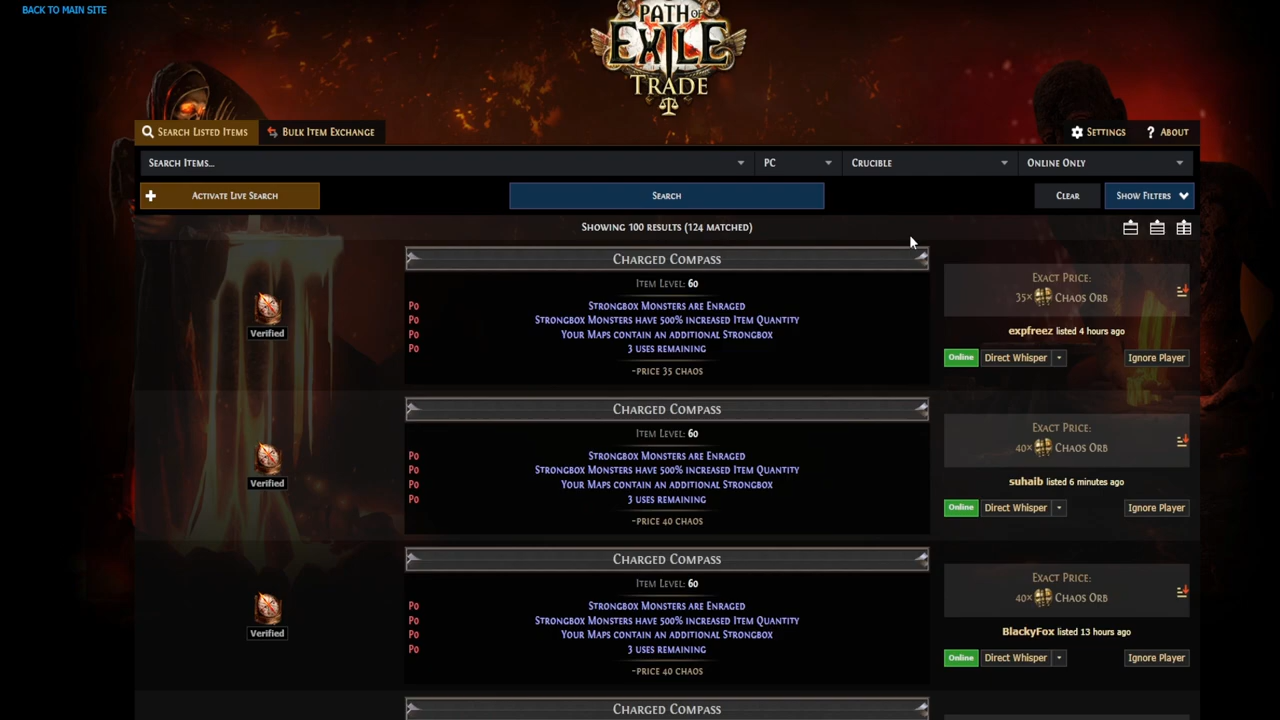 BACK TO MAIN SITE
PATH OF
EXILE
TRADE
SEARCH LISTED ITEMS
BULK ITEM EXCHANGE
SETTINGS
? ABOUT
SEARCH ITEMS...
PC
CRUCIBLE
ONLINE ONLY
ACTIVATE LIVE SEARCH
SEARCH
CLEAR
SHOW FILTERS
SHOWING 100 RESULTS (124 MATCHED)
CHARGED COMPASS
ITEM LEVEL: 60
Po STRONGBOX MONSTERS ARE ENRAGED
Po STRONGBOX MONSTERS HAVE 500% INCREASED ITEM QUANTITY
Po YOUR MAPS CONTAIN AN ADDITIONAL STRONGBOX
Po 3 USES REMAINING
~PRICE 35 CHAOS
Verified
EXACT PRICE:
35× CHAOS ORB
expfreez listed 4 hours ago
Online Direct Whisper Ignore Player
CHARGED COMPASS
ITEM LEVEL: 60
Po STRONGBOX MONSTERS ARE ENRAGED
Po STRONGBOX MONSTERS HAVE 500% INCREASED ITEM QUANTITY
Po YOUR MAPS CONTAIN AN ADDITIONAL STRONGBOX
Po 3 USES REMAINING
~PRICE 40 CHAOS
Verified
EXACT PRICE:
40× CHAOS ORB
suhaib listed 6 minutes ago
Online Direct Whisper Ignore Player
CHARGED COMPASS
ITEM LEVEL: 60
Po STRONGBOX MONSTERS ARE ENRAGED
Po STRONGBOX MONSTERS HAVE 500% INCREASED ITEM QUANTITY
Po YOUR MAPS CONTAIN AN ADDITIONAL STRONGBOX
Po 3 USES REMAINING
~PRICE 40 CHAOS
Verified
EXACT PRICE:
40× CHAOS ORB
BlackyFox listed 13 hours ago
Online Direct Whisper Ignore Player
CHARGED COMPASS